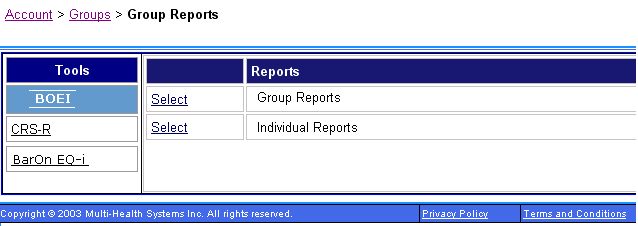 Account > Groups > Group Reports
Tools
BOEI
CRS-R
BarOn EQ-i
Reports
Select Group Reports
Select Individual Reports
Copyright © 2003 Multi-Health Systems Inc. All rights reserved. Privacy Policy Terms and Conditions